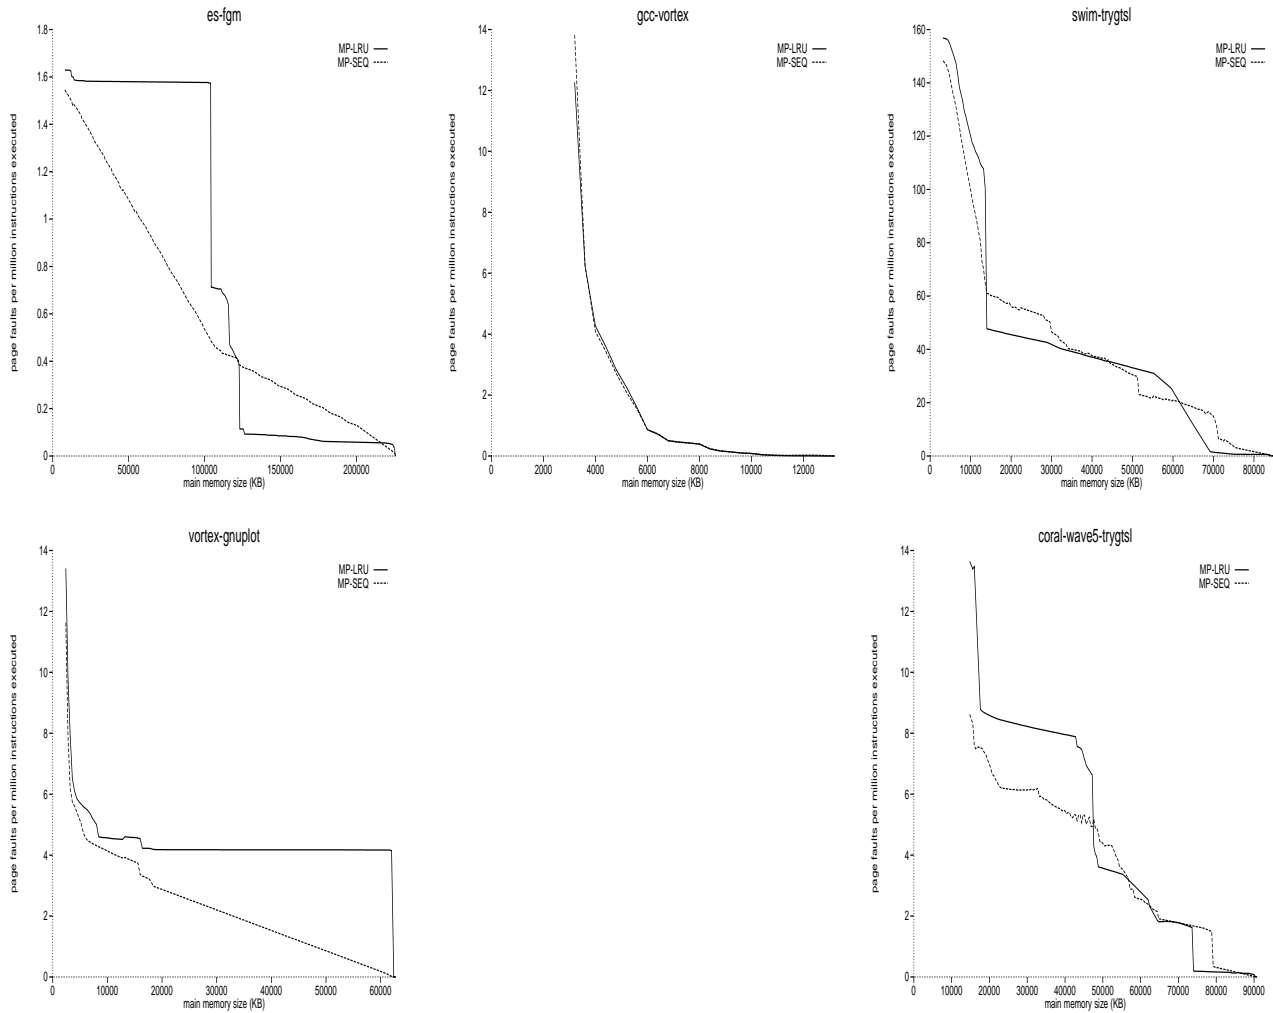 es-fgm
MP-LRU
MP-SEQ
page faults per million instructions executed
1.8
1.6
1.4
1.2
1
0.8
0.6
0.4
0.2
0
0 50000 100000 150000 200000
main memory size (KB)
gcc-vortex
MP-LRU
MP-SEQ
page faults per million instructions executed
14
12
10
8
6
4
2
0
0 2000 4000 6000 8000 10000 12000
main memory size (KB)
swim-trygtsl
MP-LRU
MP-SEQ
page faults per million instructions executed
160
140
120
100
80
60
40
20
0
0 10000 20000 30000 40000 50000 60000 70000 80000
main memory size (KB)
vortex-gnuplot
MP-LRU
MP-SEQ
page faults per million instructions executed
14
12
10
8
6
4
2
0
0 10000 20000 30000 40000 50000 60000
main memory size (KB)
coral-wave5-trygtsl
MP-LRU
MP-SEQ
page faults per million instructions executed
14
12
10
8
6
4
2
0
0 10000 20000 30000 40000 50000 60000 70000 80000 90000
main memory size (KB)